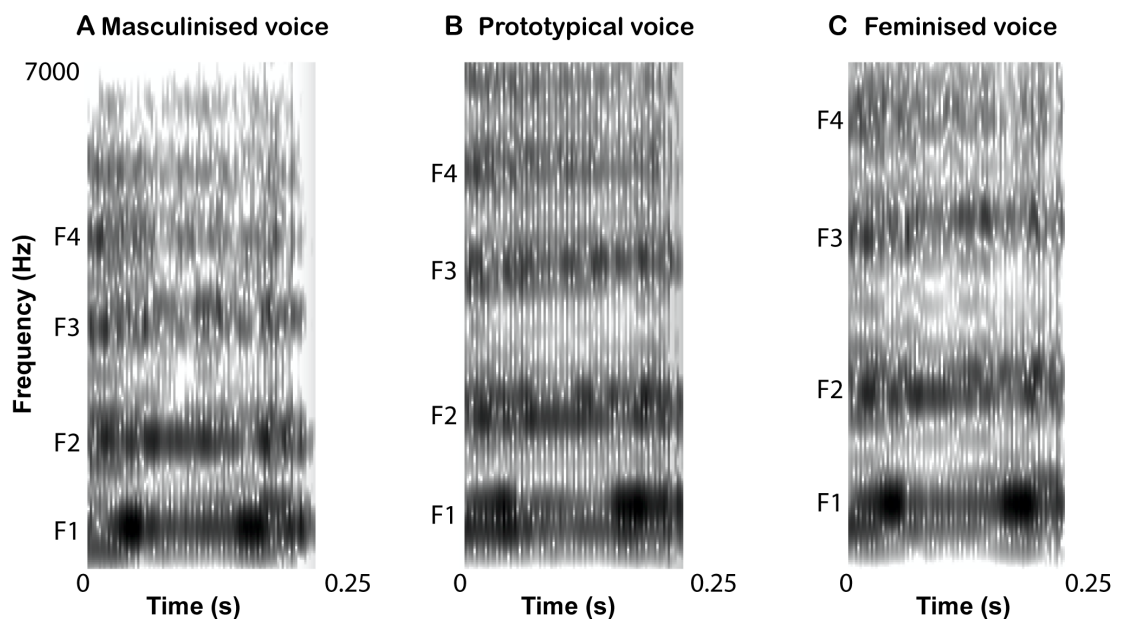 A Masculinised voice
B Prototypical voice
C Feminised voice
7000
Frequency (Hz)
F4
F3
F2
F1
0
0.25
Time (s)
F4
F3
F2
F1
0
0.25
Time (s)
F4
F3
F2
F1
0
0.25
Time (s)